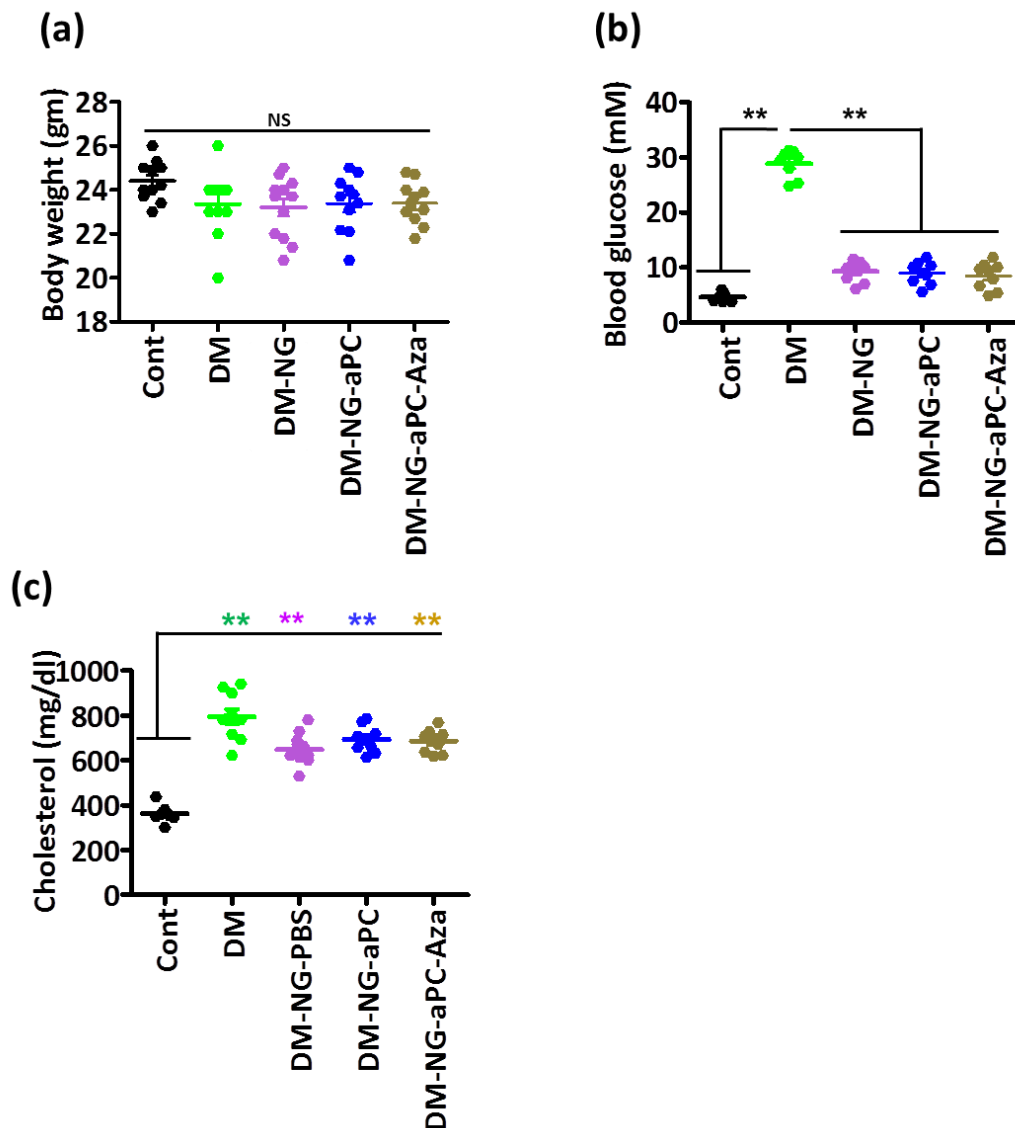 (a)
Body weight (gm)
28
26
24
22
20
18
NS
Cont
DM
DM-NG
DM-NG-aPC
DM-NG-aPC-Aza
(b)
Blood glucose (mM)
40
30
20
10
0
**
**
Cont
DM
DM-NG
DM-NG-aPC
DM-NG-aPC-Aza
(c)
Cholesterol (mg/dl)
1000
800
600
400
200
0
** ** ** **
Cont
DM
DM-NG-PBS
DM-NG-aPC
DM-NG-aPC-Aza